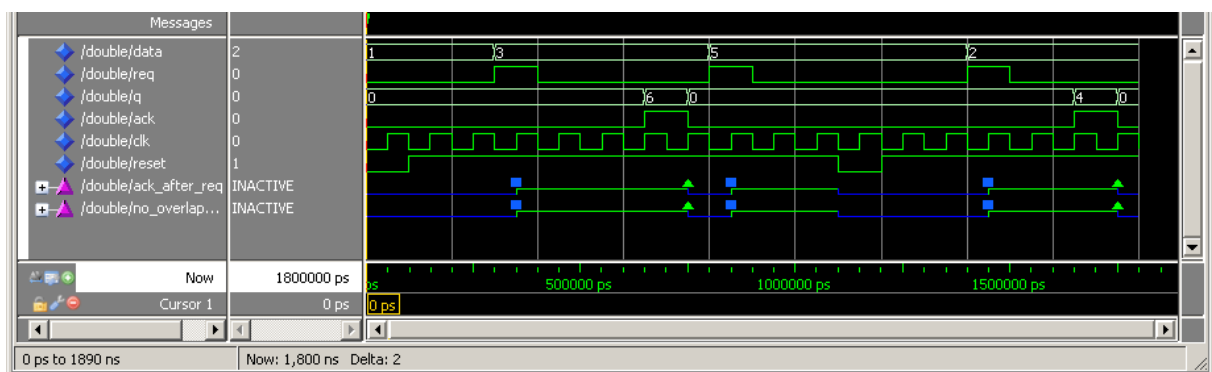 Messages
/double/data 2 1 3 5 2
/double/req 0
/double/q 0 0 6 0 4 0
/double/ack 0
/double/clk 0
/double/reset 1
/double/ack_after_req INACTIVE
/double/no_overlap... INACTIVE
Now 1800000 ps ps 500000 ps 1000000 ps 1500000 ps
Cursor 1 0 ps 0 ps
0 ps to 1890 ns Now: 1,800 ns Delta: 2